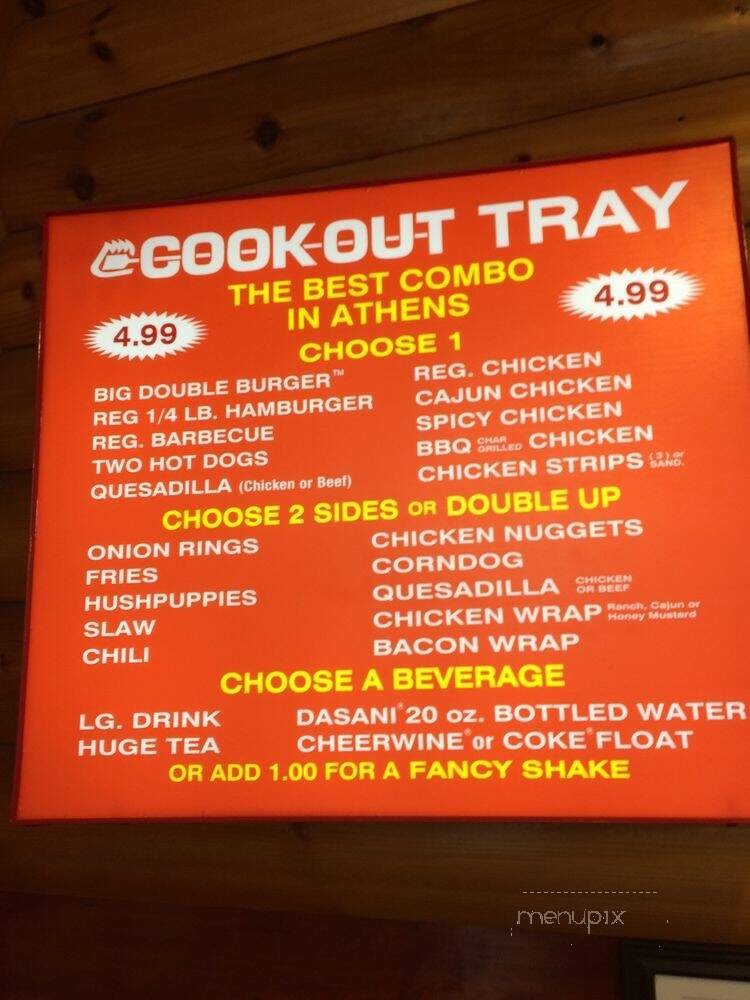 COOK-OUT TRAY
THE BEST COMBO
IN ATHENS
4.99
4.99
CHOOSE 1
BIG DOUBLE BURGER™
REG 1/4 LB. HAMBURGER
REG. BARBECUE
TWO HOT DOGS
QUESADILLA (Chicken or Beef)
REG. CHICKEN
CAJUN CHICKEN
SPICY CHICKEN
BBQ CHAR GRILLED CHICKEN
CHICKEN STRIPS (3) or SAND.
CHOOSE 2 SIDES OR DOUBLE UP
ONION RINGS
FRIES
HUSHPUPPIES
SLAW
CHILI
CHICKEN NUGGETS
CORNDOG
QUESADILLA CHICKEN OR BEEF
CHICKEN WRAP Ranch, Cajun or Honey Mustard
BACON WRAP
CHOOSE A BEVERAGE
LG. DRINK
HUGE TEA
DASANI® 20 oz. BOTTLED WATER
CHEERWINE® or COKE® FLOAT
OR ADD 1.00 FOR A FANCY SHAKE
menupix